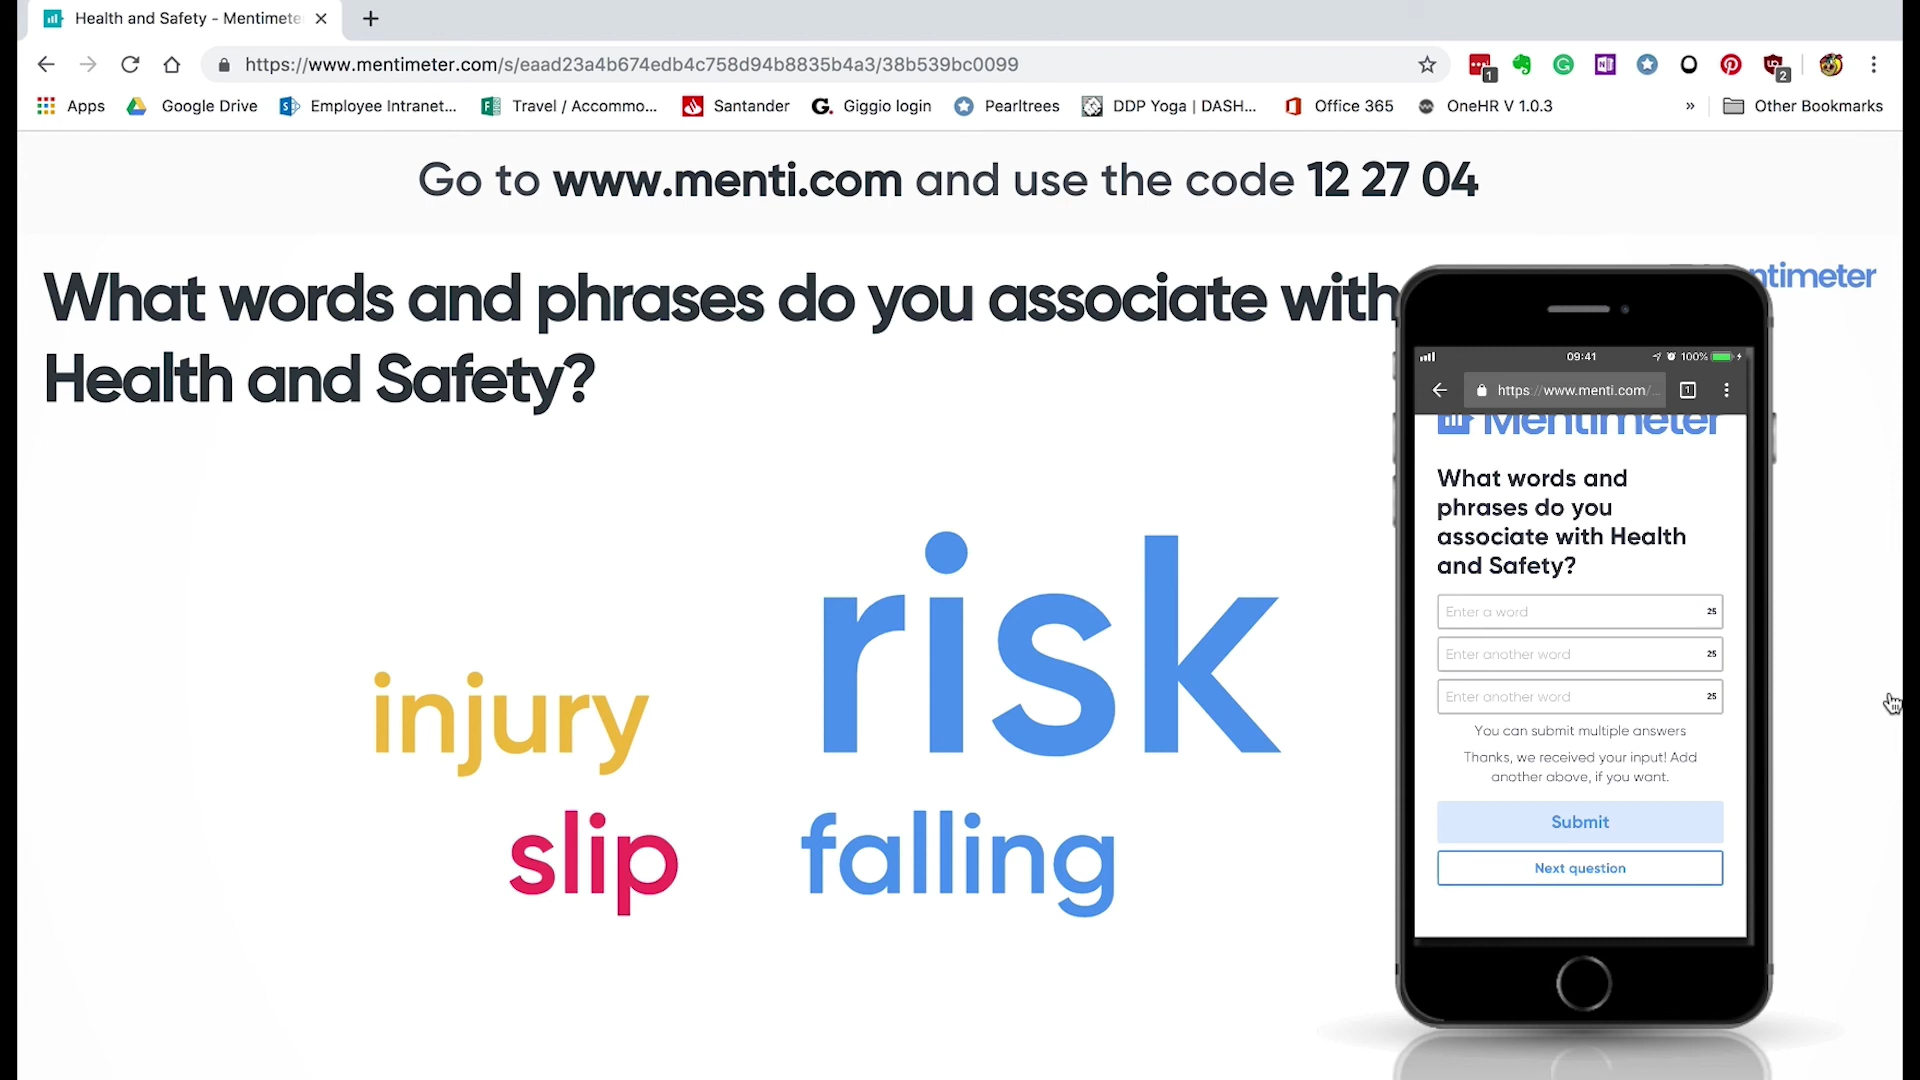 Health and Safety - Mentimete
https://www.mentimeter.com/s/eaad23a4b674edb4c758d94b8835b4a3/38b539bc0099
1
2
Apps Google Drive Employee Intranet... Travel / Accommo... Santander Giggio login Pearltrees DDP Yoga | DASH... Office 365 OneHR V 1.0.3 » Other Bookmarks
Go to www.menti.com and use the code 12 27 04
ntimeter
What words and phrases do you associate with
Health and Safety?
risk
injury
slip
falling
09:41 100%
https://www.menti.com/... 1
Mentimeter
What words and
phrases do you
associate with Health
and Safety?
Enter a word 25
Enter another word 25
Enter another word 25
You can submit multiple answers
Thanks, we received your input! Add
another above, if you want.
Submit
Next question